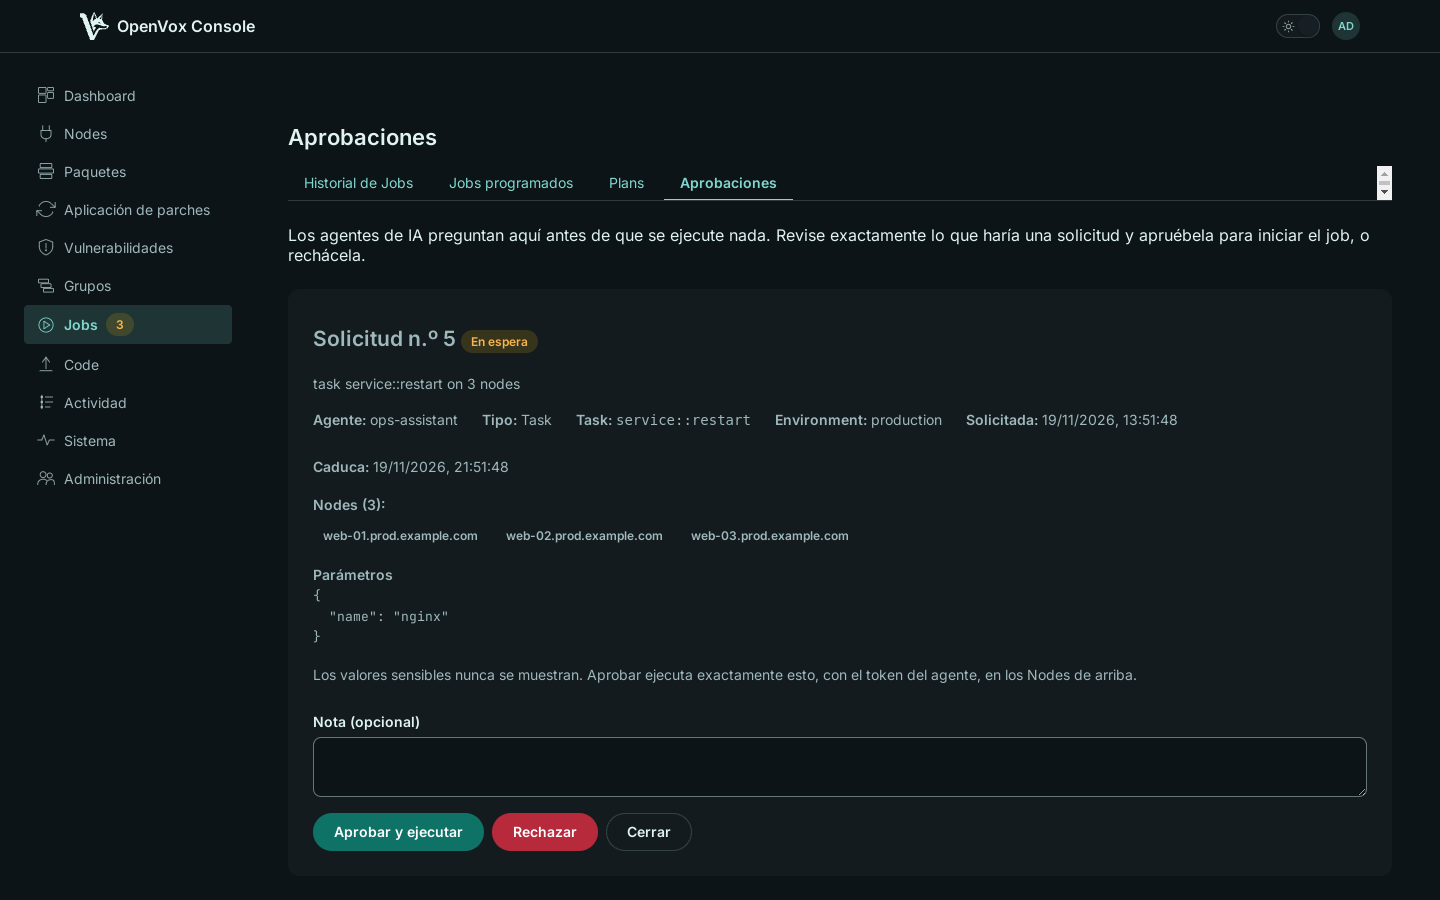 OpenVox Console
AD
Dashboard
Nodes
Paquetes
Aplicación de parches
Vulnerabilidades
Grupos
Jobs 3
Code
Actividad
Sistema
Administración
Aprobaciones
Historial de Jobs Jobs programados Plans Aprobaciones
Los agentes de IA preguntan aquí antes de que se ejecute nada. Revise exactamente lo que haría una solicitud y apruébela para iniciar el job, o
rechácela.
Solicitud n.º 5 En espera
task service::restart on 3 nodes
Agente: ops-assistant Tipo: Task Task: service::restart Environment: production Solicitada: 19/11/2026, 13:51:48
Caduca: 19/11/2026, 21:51:48
Nodes (3):
web-01.prod.example.com web-02.prod.example.com web-03.prod.example.com
Parámetros
{
"name": "nginx"
}
Los valores sensibles nunca se muestran. Aprobar ejecuta exactamente esto, con el token del agente, en los Nodes de arriba.
Nota (opcional)
Aprobar y ejecutar Rechazar Cerrar